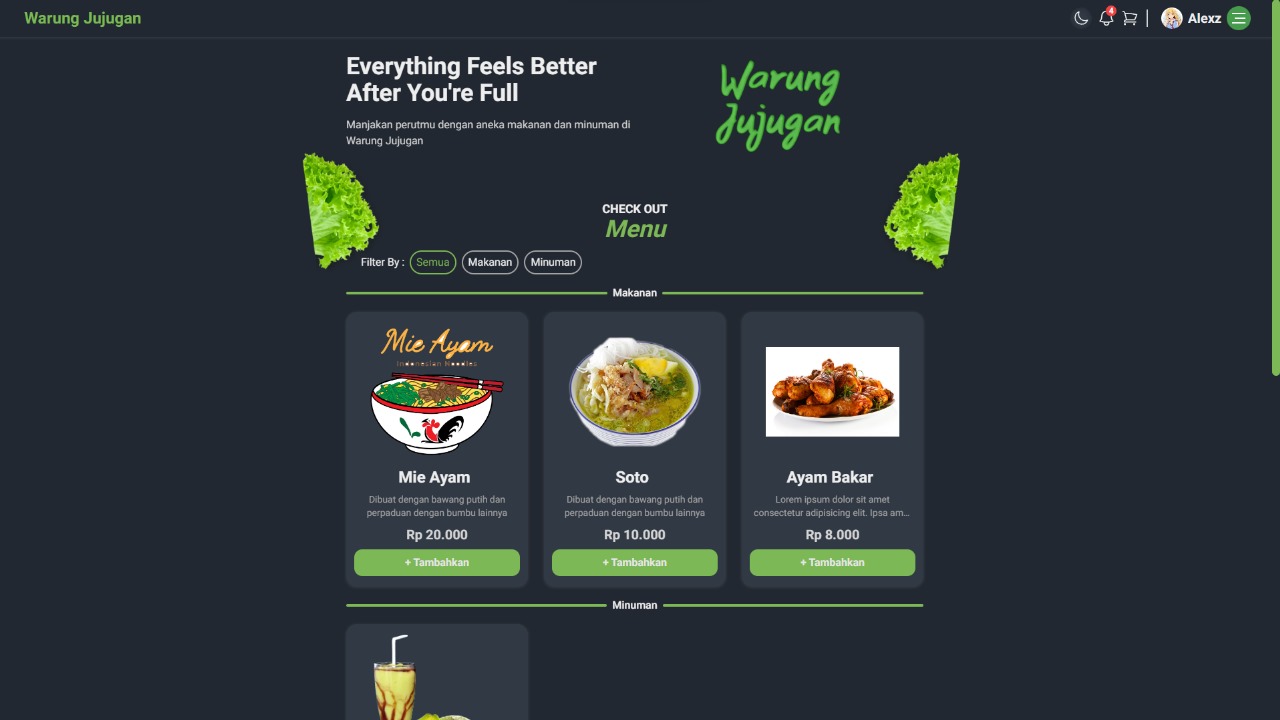 Warung Jujugan
4
Alexz
Everything Feels Better
After You're Full
Manjakan perutmu dengan aneka makanan dan minuman di
Warung Jujugan
Warung
Jujugan
CHECK OUT
Menu
Filter By :
Semua
Makanan
Minuman
Makanan
Mie Ayam
Indonesian Noodles
Mie Ayam
Dibuat dengan bawang putih dan
perpaduan dengan bumbu lainnya
Rp 20.000
+ Tambahkan
Soto
Dibuat dengan bawang putih dan
perpaduan dengan bumbu lainnya
Rp 10.000
+ Tambahkan
Ayam Bakar
Lorem ipsum dolor sit amet
consectetur adipisicing elit. Ipsa am...
Rp 8.000
+ Tambahkan
Minuman